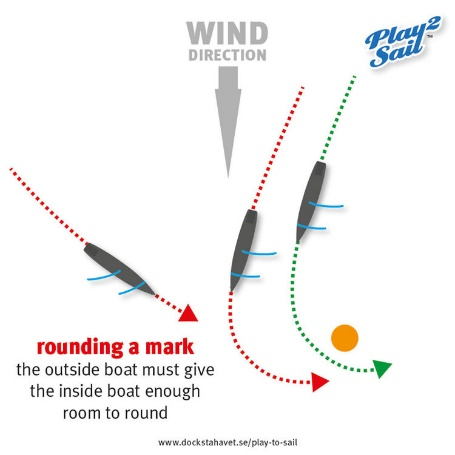 WIND
DIRECTION
Play2
Sail™
rounding a mark
the outside boat must give
the inside boat enough
room to round
www.dockstahavet.se/play-to-sail